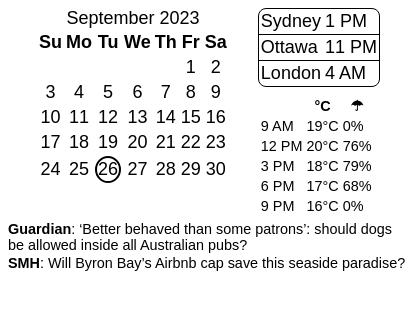 September 2023
Su Mo Tu We Th Fr Sa
1 2
3 4 5 6 7 8 9
10 11 12 13 14 15 16
17 18 19 20 21 22 23
24 25 26 27 28 29 30
Sydney 1 PM
Ottawa 11 PM
London 4 AM
°C ☂
9 AM 19°C 0%
12 PM 20°C 76%
3 PM 18°C 79%
6 PM 17°C 68%
9 PM 16°C 0%
Guardian: ‘Better behaved than some patrons’: should dogs
be allowed inside all Australian pubs?
SMH: Will Byron Bay’s Airbnb cap save this seaside paradise?